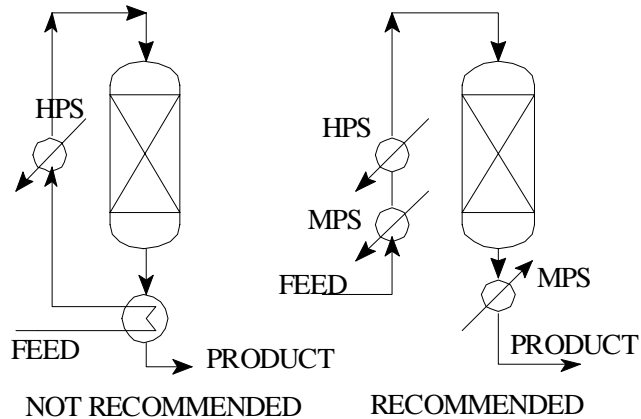 HPS
FEED
PRODUCT
NOT RECOMMENDED
HPS
MPS
FEED
MPS
PRODUCT
RECOMMENDED